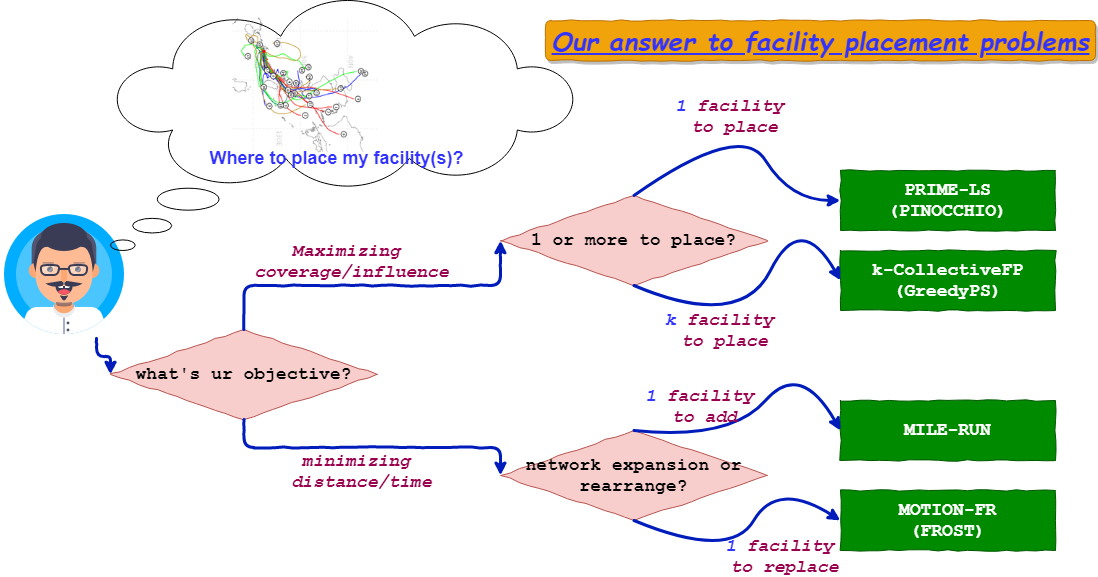 Our answer to facility placement problems
Where to place my facility(s)?
1 facility
to place
PRIME-LS
(PINOCCHIO)
1 or more to place?
Maximizing
coverage/influence
k-CollectiveFP
(GreedyPS)
k facility
to place
what's ur objective?
1 facility
to add
MILE-RUN
minimizing
distance/time
network expansion or
rearrange?
MOTION-FR
(FROST)
1 facility
to replace